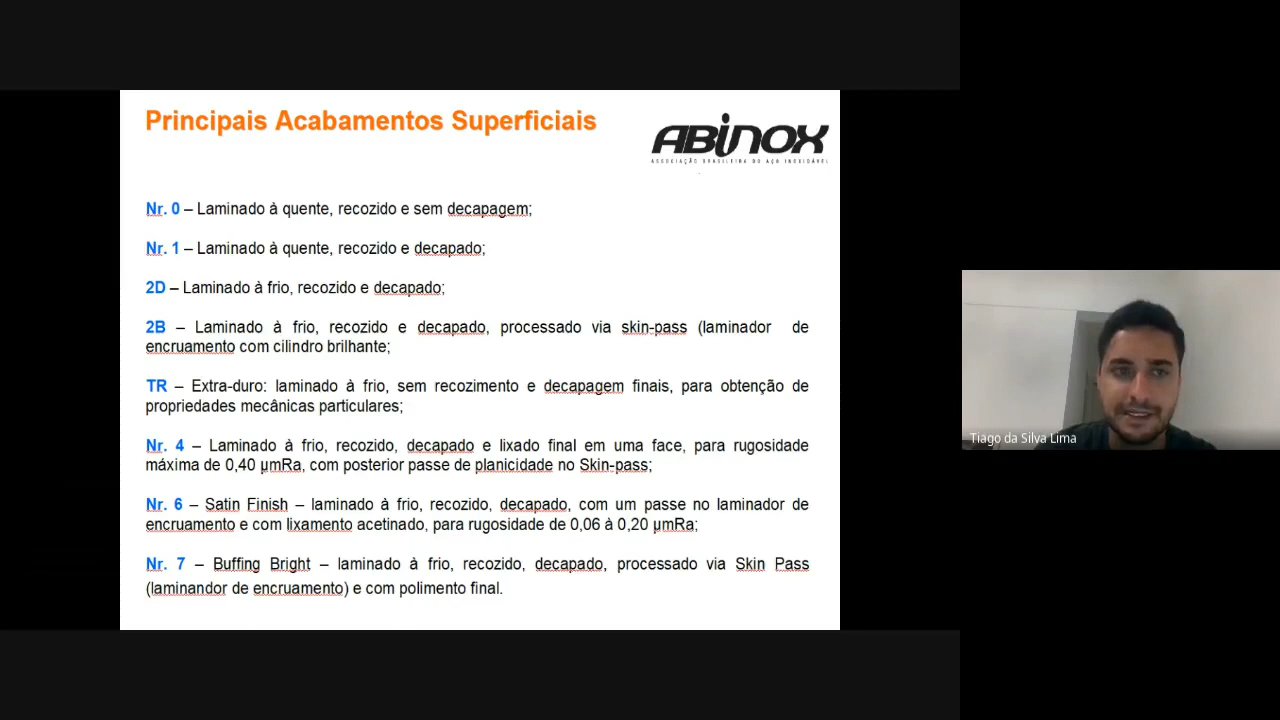 Principais Acabamentos Superficiais
ABINOX
ASSOCIAÇÃO BRASILEIRA DO AÇO INOXIDÁVEL
Nr. 0 – Laminado à quente, recozido e sem decapagem;
Nr. 1 – Laminado à quente, recozido e decapado;
2D – Laminado à frio, recozido e decapado;
2B – Laminado à frio, recozido e decapado, processado via skin-pass (laminador de
encruamento com cilindro brilhante;
TR – Extra-duro: laminado à frio, sem recozimento e decapagem finais, para obtenção de
propriedades mecânicas particulares;
Nr. 4 – Laminado à frio, recozido, decapado e lixado final em uma face, para rugosidade
máxima de 0,40 µmRa, com posterior passe de planicidade no Skin-pass;
Nr. 6 – Satin Finish – laminado à frio, recozido, decapado, com um passe no laminador de
encruamento e com lixamento acetinado, para rugosidade de 0,06 à 0,20 µmRa;
Nr. 7 – Buffing Bright – laminado à frio, recozido, decapado, processado via Skin Pass
(laminandor de encruamento) e com polimento final.
Tiago da Silva Lima